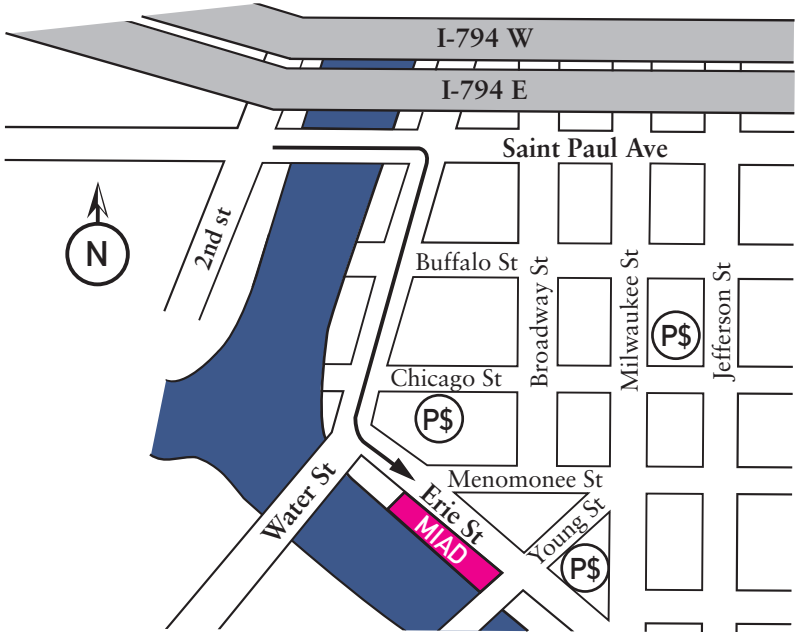 I-794 W
I-794 E
Saint Paul Ave
2nd st
N
Buffalo St
Broadway St
Milwaukee St
Jefferson St
P$
Chicago St
P$
Menomonee St
Water St
Erie St
MIAD
Young St
P$